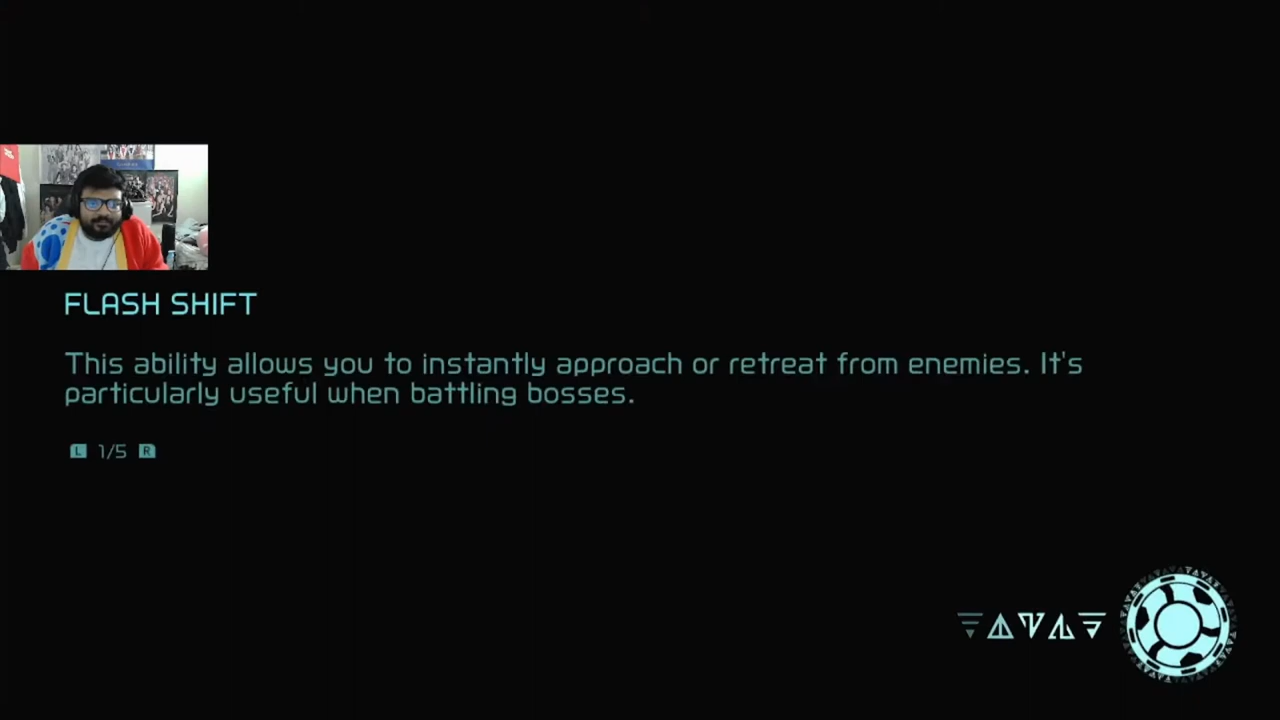 FLASH SHIFT
This ability allows you to instantly approach or retreat from enemies. It's
particularly useful when battling bosses.
L 1/5 R